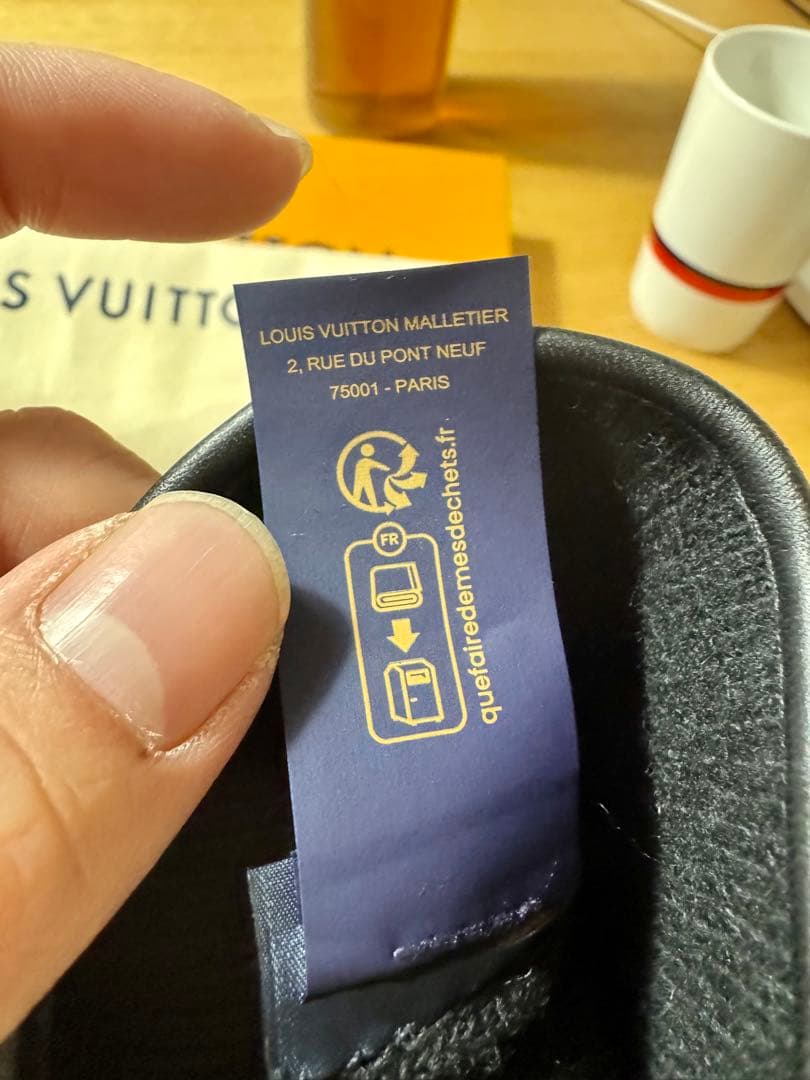 S VUITTO
LOUIS VUITTON MALLETIER
2, RUE DU PONT NEUF
75001 - PARIS
FR
quefairedemesdechets.fr